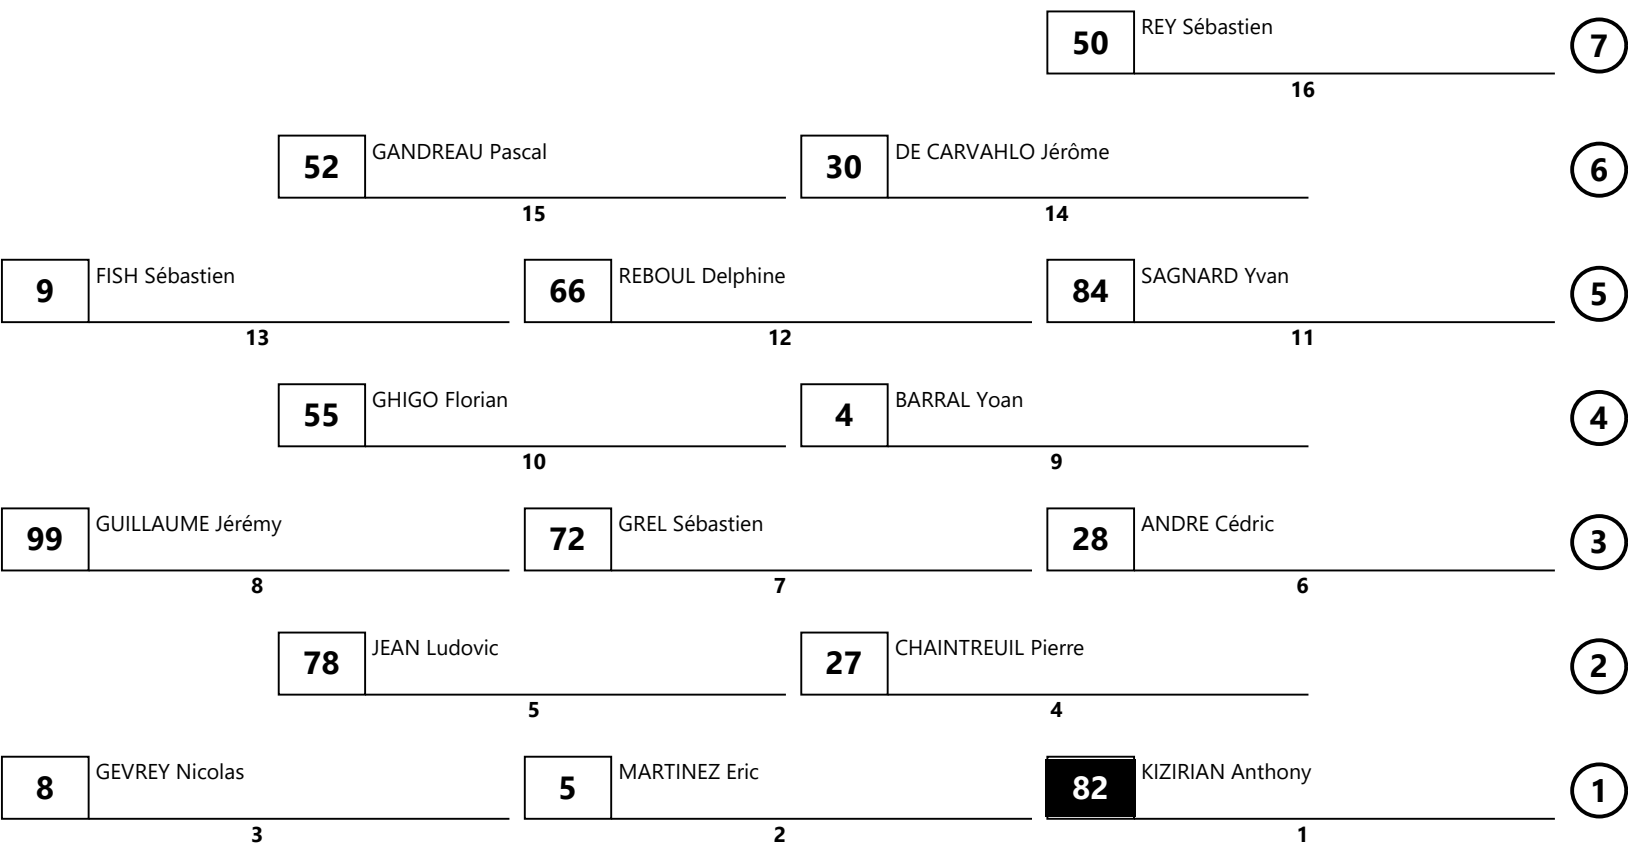 50 REY Sébastien 7
16
52 GANDREAU Pascal 30 DE CARVAHLO Jérôme 6
15 14
9 FISH Sébastien 66 REBOUL Delphine 84 SAGNARD Yvan 5
13 12 11
55 GHIGO Florian 4 BARRAL Yoan 4
10 9
99 GUILLAUME Jérémy 72 GREL Sébastien 28 ANDRE Cédric 3
8 7 6
78 JEAN Ludovic 27 CHAINTREUIL Pierre 2
5 4
8 GEVREY Nicolas 5 MARTINEZ Eric 82 KIZIRIAN Anthony 1
3 2 1